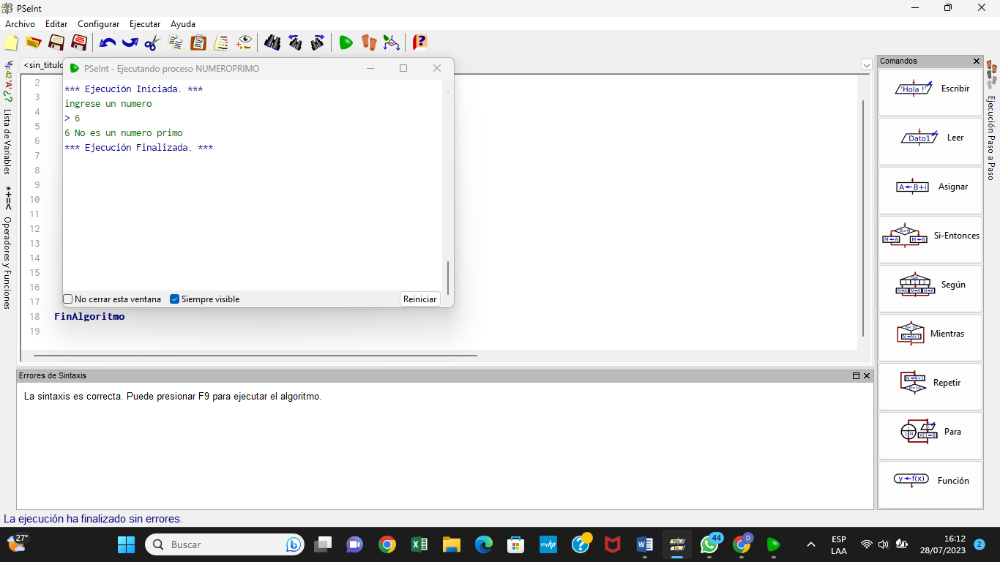 PSeInt
Archivo Editar Configurar Ejecutar Ayuda
<sin_titulo
PSeInt - Ejecutando proceso NUMEROPRIMO
*** Ejecución Iniciada. ***
ingrese un numero
> 6
6 No es un numero primo
*** Ejecución Finalizada. ***
No cerrar esta ventana
Siempre visible
Reiniciar
2
3
4
5
6
7
8
9
10
11
12
13
14
15
16
17
18 FinAlgoritmo
19
Lista de Variables
*+=<
Operadores y Funciones
Comandos
'Hola !' Escribir
Dato1 Leer
A←B+i Asignar
A>B M←A M←B Si-Entonces
Según
Mientras
Repetir
Para
y←f(x) Función
Ejecución Paso a Paso
Errores de Sintaxis
La sintaxis es correcta. Puede presionar F9 para ejecutar el algoritmo.
La ejecución ha finalizado sin errores.
27°
Buscar
44
D
ESP
LAA
16:12
28/07/2023
2